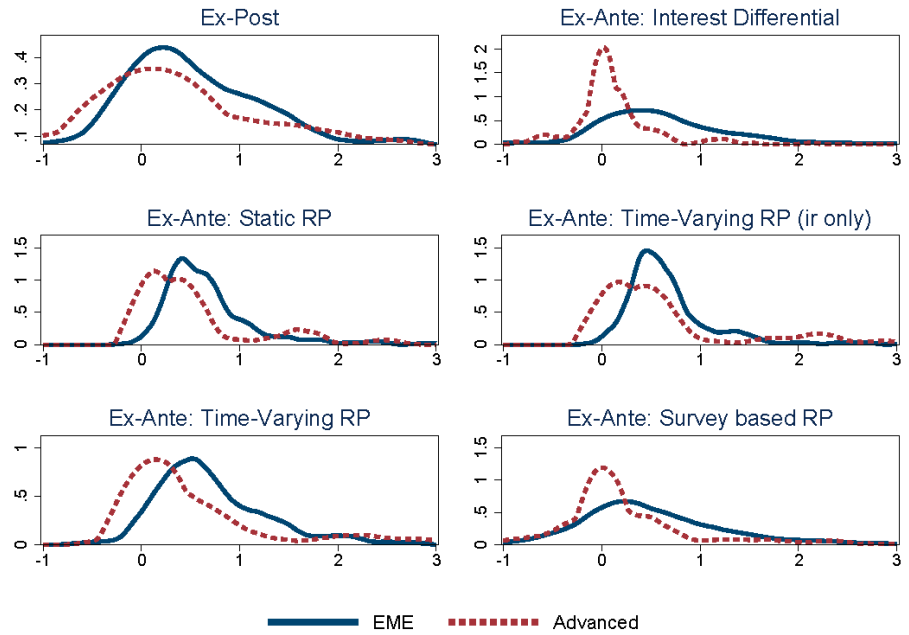 Ex-Post
.1 .2 .3 .4
-1 0 1 2 3
Ex-Ante: Interest Differential
0 .5 1 1.5 2
-1 0 1 2 3
Ex-Ante: Static RP
0 .5 1 1.5
-1 0 1 2 3
Ex-Ante: Time-Varying RP (ir only)
0 .5 1 1.5
-1 0 1 2 3
Ex-Ante: Time-Varying RP
0 .5 1
-1 0 1 2 3
Ex-Ante: Survey based RP
0 .5 1 1.5
-1 0 1 2 3
EME Advanced